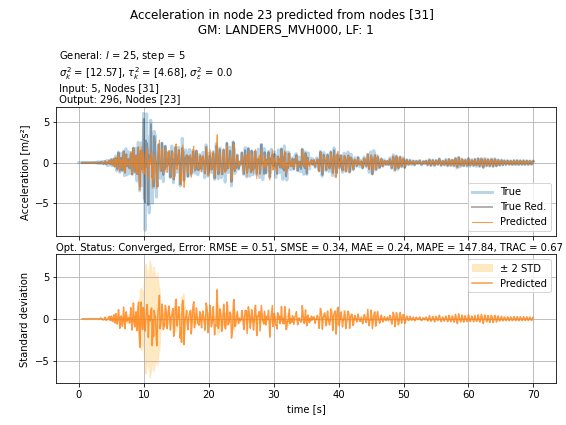 Acceleration in node 23 predicted from nodes [31]
GM: LANDERS_MVH000, LF: 1
General: l = 25, step = 5
σ²ₖ = [12.57], τ²ₖ = [4.68], σ²ε = 0.0
Input: 5, Nodes [31]
Output: 296, Nodes [23]
Acceleration [m/s²]
5
0
−5
True
True Red.
Predicted
Opt. Status: Converged, Error: RMSE = 0.51, SMSE = 0.34, MAE = 0.24, MAPE = 147.84, TRAC = 0.67
Standard deviation
5
0
−5
± 2 STD
Predicted
0 10 20 30 40 50 60 70
time [s]